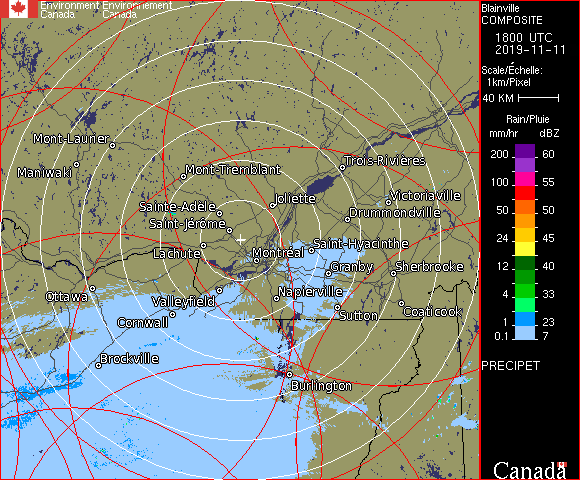 Environment Environnement
Canada Canada
Blainville
COMPOSITE
1800 UTC
2019-11-11
Scale/Échelle:
1km/Pixel
40 KM
Rain/Pluie
mm/hr dBZ
200 60
100 55
50 50
24 45
12 40
4 33
1 23
0.1 7
PRECIPET
Canada
Mont-Laurier
Maniwaki
Mont-Tremblant
Trois-Rivières
Joliette
Victoriaville
Sainte-Adèle
Drummondville
Saint-Jérôme
Saint-Hyacinthe
Lachute
Montréal
Granby
Sherbrooke
Ottawa
Valleyfield
Napierville
Cornwall
Sutton
Coaticook
Brockville
Burlington